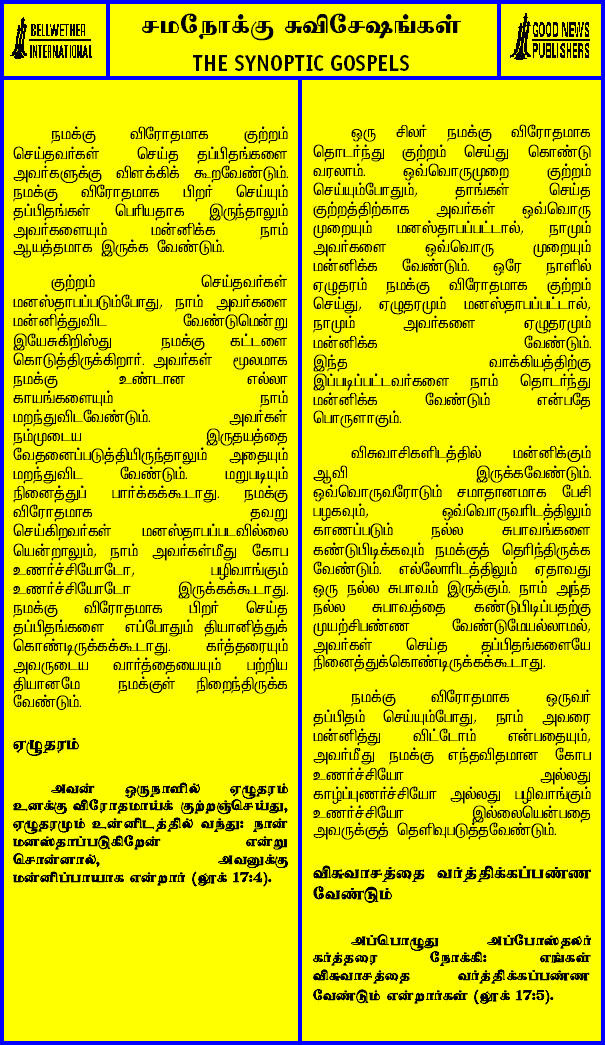 BELLWETHER
INTERNATIONAL
சமநோக்கு சுவிசேஷங்கள்
THE SYNOPTIC GOSPELS
GOOD NEWS
PUBLISHERS
நமக்கு விரோதமாக குற்றம்
செய்தவர்கள் செய்த தப்பிதங்களை
அவர்களுக்கு விளக்கிக் கூறவேண்டும்.
நமக்கு விரோதமாக பிறர் செய்யும்
தப்பிதங்கள் பெரியதாக இருந்தாலும்
அவர்களையும் மன்னிக்க நாம்
ஆயத்தமாக இருக்க வேண்டும்.
குற்றம் செய்தவர்கள்
மனஸ்தாபப்படும்போது, நாம் அவர்களை
மன்னித்துவிட வேண்டுமென்று
இயேசுகிறிஸ்து நமக்கு கட்டளை
கொடுத்திருக்கிறார். அவர்கள் மூலமாக
நமக்கு உண்டான எல்லா
காயங்களையும் நாம்
மறந்துவிடவேண்டும். அவர்கள்
நம்முடைய இருதயத்தை
வேதனைப்படுத்தியிருந்தாலும் அதையும்
மறந்துவிட வேண்டும். மறுபடியும்
நினைத்துப் பார்க்கக்கூடாது. நமக்கு
விரோதமாக தவறு
செய்கிறவர்கள் மனஸ்தாபப்படவில்லை
யென்றாலும், நாம் அவர்கள்மீது கோப
உணர்ச்சியோடோ, பழிவாங்கும்
உணர்ச்சியோடோ இருக்கக்கூடாது.
நமக்கு விரோதமாக பிறர் செய்த
தப்பிதங்களை எப்போதும் தியானித்துக்
கொண்டிருக்கக்கூடாது. கர்த்தரையும்
அவருடைய வார்த்தையையும் பற்றிய
தியானமே நமக்குள் நிறைந்திருக்க
வேண்டும்.
ஏழுதரம்
அவன் ஒருநாளில் ஏழுதரம்
உனக்கு விரோதமாய்க் குற்றஞ்செய்து,
ஏழுதரமும் உன்னிடத்தில் வந்து: நான்
மனஸ்தாப்படுகிறேன் என்று
சொன்னால், அவனுக்கு
மன்னிப்பாயாக என்றார் (லூக் 17:4).
ஒரு சிலர் நமக்கு விரோதமாக
தொடர்ந்து குற்றம் செய்து கொண்டு
வரலாம். ஒவ்வொருமுறை குற்றம்
செய்யும்போதும், தாங்கள் செய்த
குற்றத்திற்காக அவர்கள் ஒவ்வொரு
முறையும் மனஸ்தாபப்பட்டால், நாமும்
அவர்களை ஒவ்வொரு முறையும்
மன்னிக்க வேண்டும். ஒரே நாளில்
ஏழுதரம் நமக்கு விரோதமாக குற்றம்
செய்து, ஏழுதரமும் மனஸ்தாபப்பட்டால்,
நாமும் அவர்களை ஏழுதரமும்
மன்னிக்க வேண்டும்.
இந்த வாக்கியத்திற்கு
இப்படிப்பட்டவர்களை நாம் தொடர்ந்து
மன்னிக்க வேண்டும் என்பதே
பொருளாகும்.
விசுவாசிகளிடத்தில் மன்னிக்கும்
ஆவி இருக்கவேண்டும்.
ஒவ்வொருவரோடும் சமாதானமாக பேசி
பழகவும், ஒவ்வொருவரிடத்திலும்
காணப்படும் நல்ல சுபாவங்களை
கண்டுபிடிக்கவும் நமக்குத் தெரிந்திருக்க
வேண்டும். எல்லோரிடத்திலும் ஏதாவது
ஒரு நல்ல சுபாவம் இருக்கும். நாம் அந்த
நல்ல சுபாவத்தை கண்டுபிடிப்பதற்கு
முயற்சிபண்ண வேண்டுமேயல்லாமல்,
அவர்கள் செய்த தப்பிதங்களையே
நினைத்துக்கொண்டிருக்கக்கூடாது.
நமக்கு விரோதமாக ஒருவர்
தப்பிதம் செய்யும்போது, நாம் அவரை
மன்னித்து விட்டோம் என்பதையும்,
அவர்மீது நமக்கு எந்தவிதமான கோப
உணர்ச்சியோ அல்லது
காழ்ப்புணர்ச்சியோ அல்லது பழிவாங்கும்
உணர்ச்சியோ இல்லையென்பதை
அவருக்குத் தெளிவுபடுத்தவேண்டும்.
விசுவாசத்தை வர்த்திக்கப்பண்ண
வேண்டும்
அப்பொழுது அப்போஸ்தலர்
கர்த்தரை நோக்கி: எங்கள்
விசுவாசத்தை வர்த்திக்கப்பண்ண
வேண்டும் என்றார்கள் (லூக் 17:5).